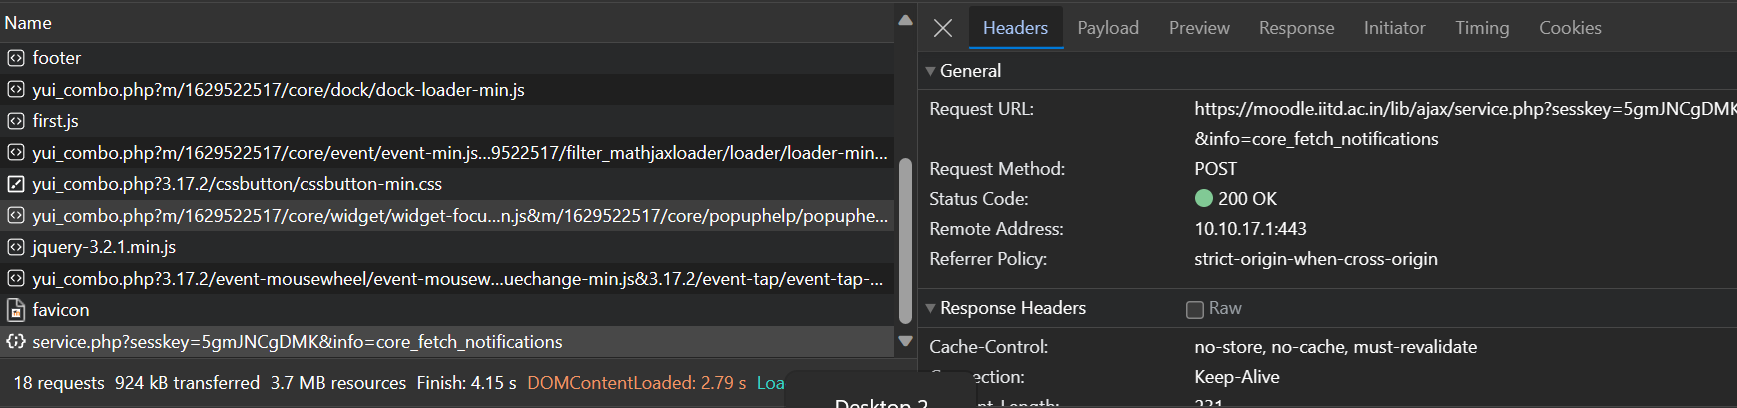 Name
footer
yui_combo.php?m/1629522517/core/dock/dock-loader-min.js
first.js
yui_combo.php?m/1629522517/core/event/event-min.js...9522517/filter_mathjaxloader/loader/loader-min...
yui_combo.php?3.17.2/cssbutton/cssbutton-min.css
yui_combo.php?m/1629522517/core/widget/widget-focu...n.js&m/1629522517/core/popuphelp/popuphe...
jquery-3.2.1.min.js
yui_combo.php?3.17.2/event-mousewheel/event-mousew...uechange-min.js&3.17.2/event-tap/event-tap-...
favicon
service.php?sesskey=5gmJNCgDMK&info=core_fetch_notifications
18 requests 924 kB transferred 3.7 MB resources Finish: 4.15 s DOMContentLoaded: 2.79 s Loa
Desktop 2
Headers Payload Preview Response Initiator Timing Cookies
General
Request URL: https://moodle.iitd.ac.in/lib/ajax/service.php?sesskey=5gmJNCgDMK
&info=core_fetch_notifications
Request Method: POST
Status Code: 200 OK
Remote Address: 10.10.17.1:443
Referrer Policy: strict-origin-when-cross-origin
Response Headers Raw
Cache-Control: no-store, no-cache, must-revalidate
Connection: Keep-Alive
nt-Length: 231